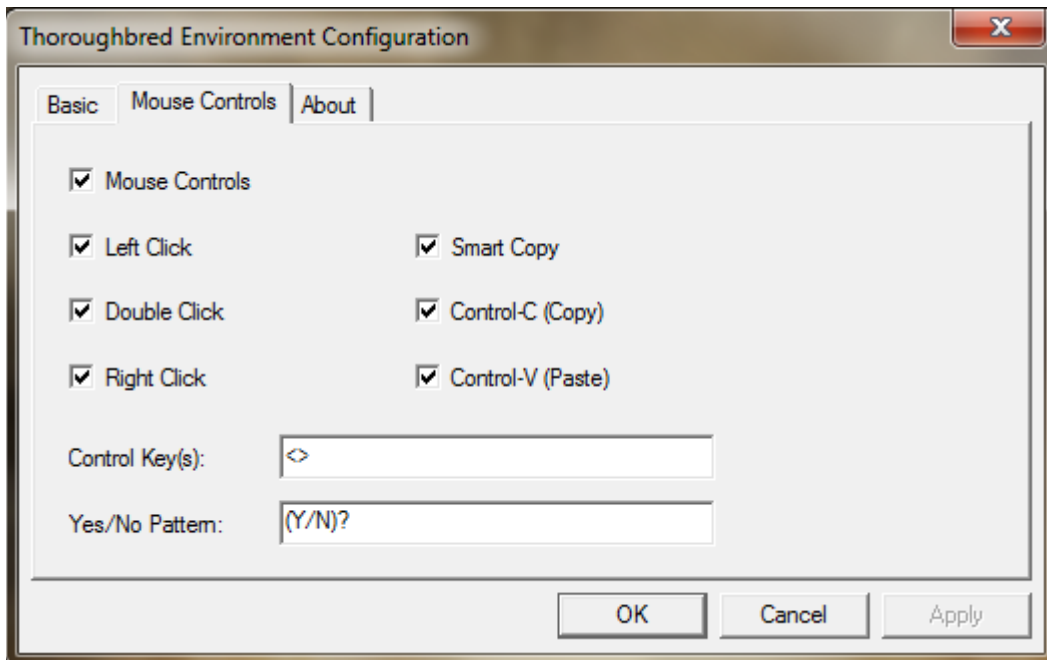 Thoroughbred Environment Configuration
Basic Mouse Controls About
Mouse Controls
Left Click Smart Copy
Double Click Control-C (Copy)
Right Click Control-V (Paste)
Control Key(s): <>
Yes/No Pattern: (Y/N)?
OK Cancel Apply